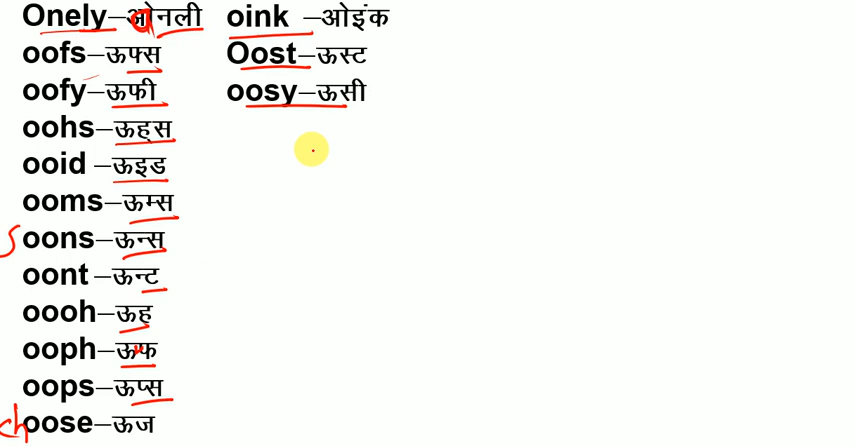 Onely–ओनली
oofs–ऊफ्स
oofy–ऊफी
oohs–ऊह्स
ooid –ऊइड
ooms–ऊम्स
s oons–ऊन्स
oont –ऊन्ट
oooh–ऊह
ooph–ऊफ
oops–ऊप्स
ch oose–ऊज
oink –ओइंक
Oost–ऊस्ट
oosy–ऊसी